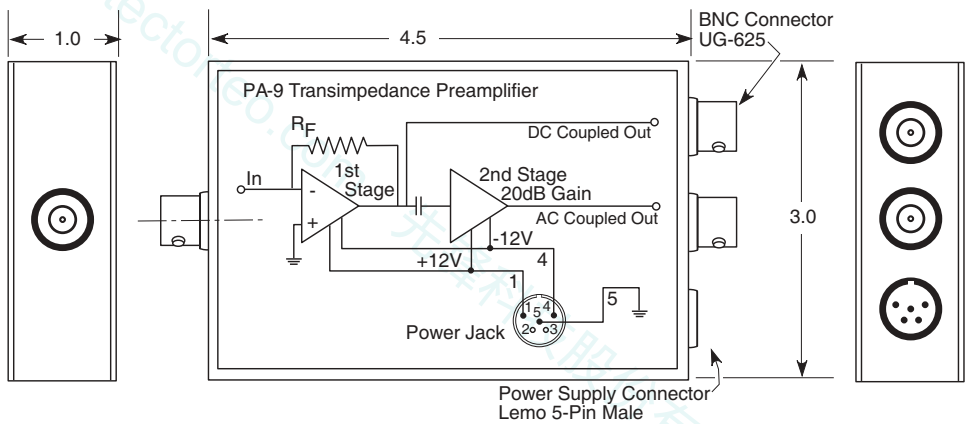 1.0
4.5
BNC Connector
UG-625
PA-9 Transimpedance Preamplifier
RF
DC Coupled Out
In
-
+
1st
Stage
2nd Stage
20dB Gain
AC Coupled Out
3.0
-12V
+12V
4
1
5
1 5 4
2 3
Power Jack
Power Supply Connector
Lemo 5-Pin Male